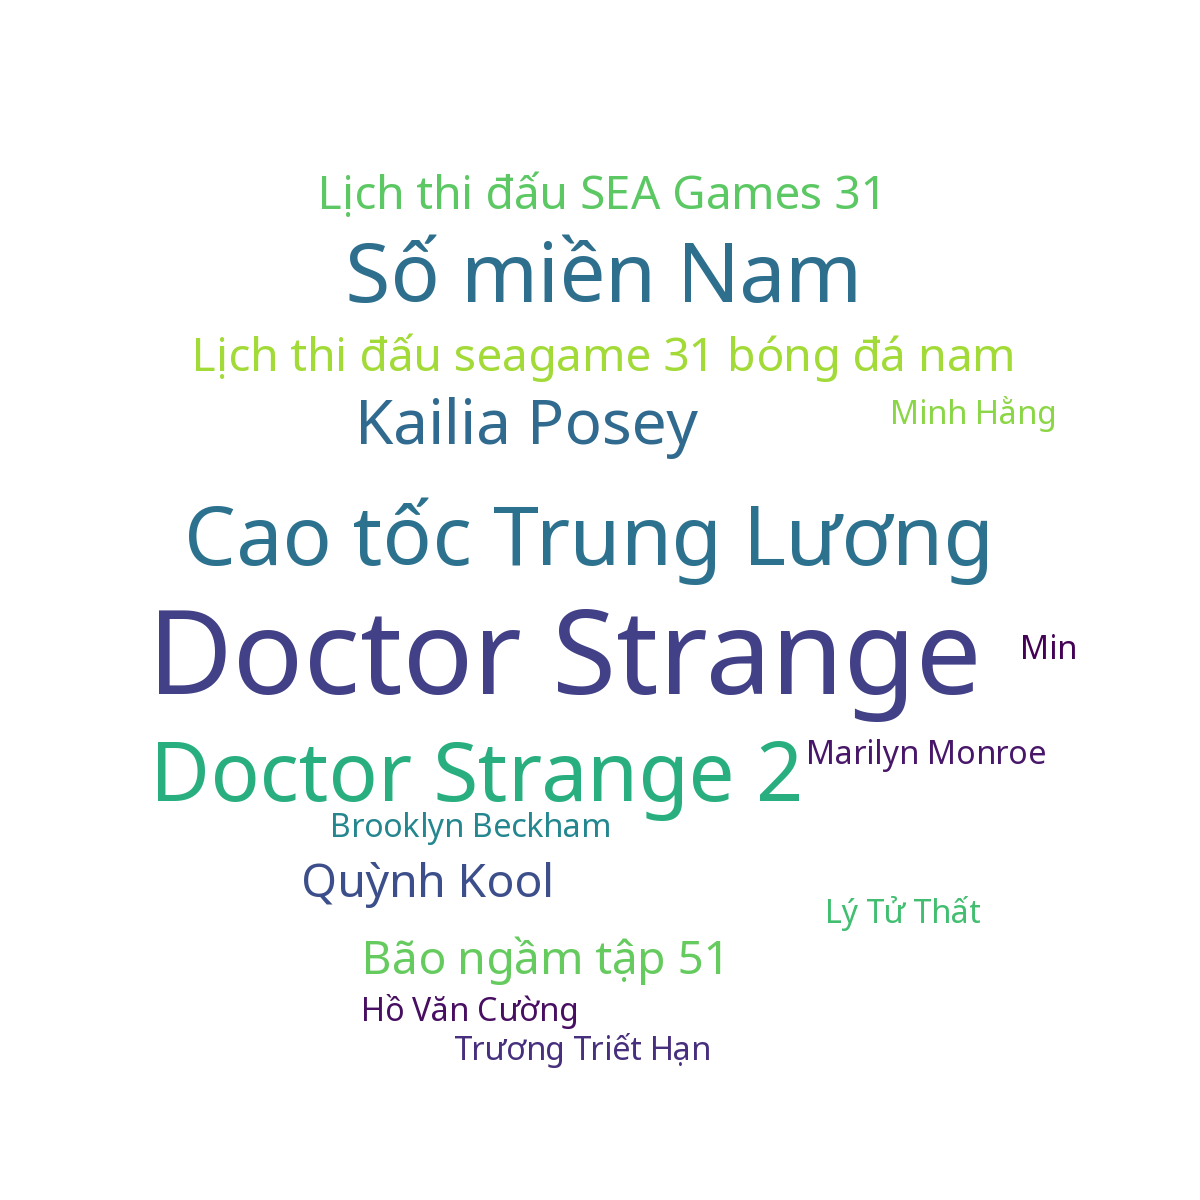 Lịch thi đấu SEA Games 31
Số miền Nam
Lịch thi đấu seagame 31 bóng đá nam
Kailia Posey
Minh Hằng
Cao tốc Trung Lương
Doctor Strange
Min
Doctor Strange 2
Marilyn Monroe
Brooklyn Beckham
Quỳnh Kool
Lý Tử Thất
Bão ngầm tập 51
Hồ Văn Cường
Trương Triết Hạn